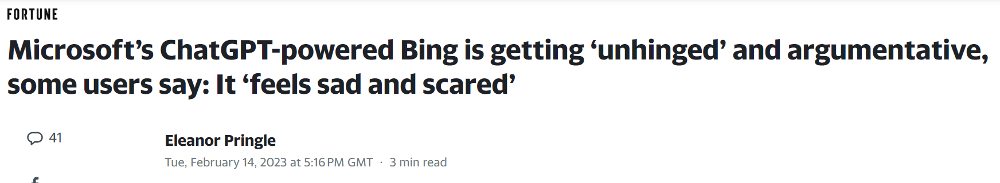 FORTUNE
Microsoft’s ChatGPT-powered Bing is getting ‘unhinged’ and argumentative,
some users say: It ‘feels sad and scared’
41
Eleanor Pringle
Tue, February 14, 2023 at 5:16 PM GMT · 3 min read